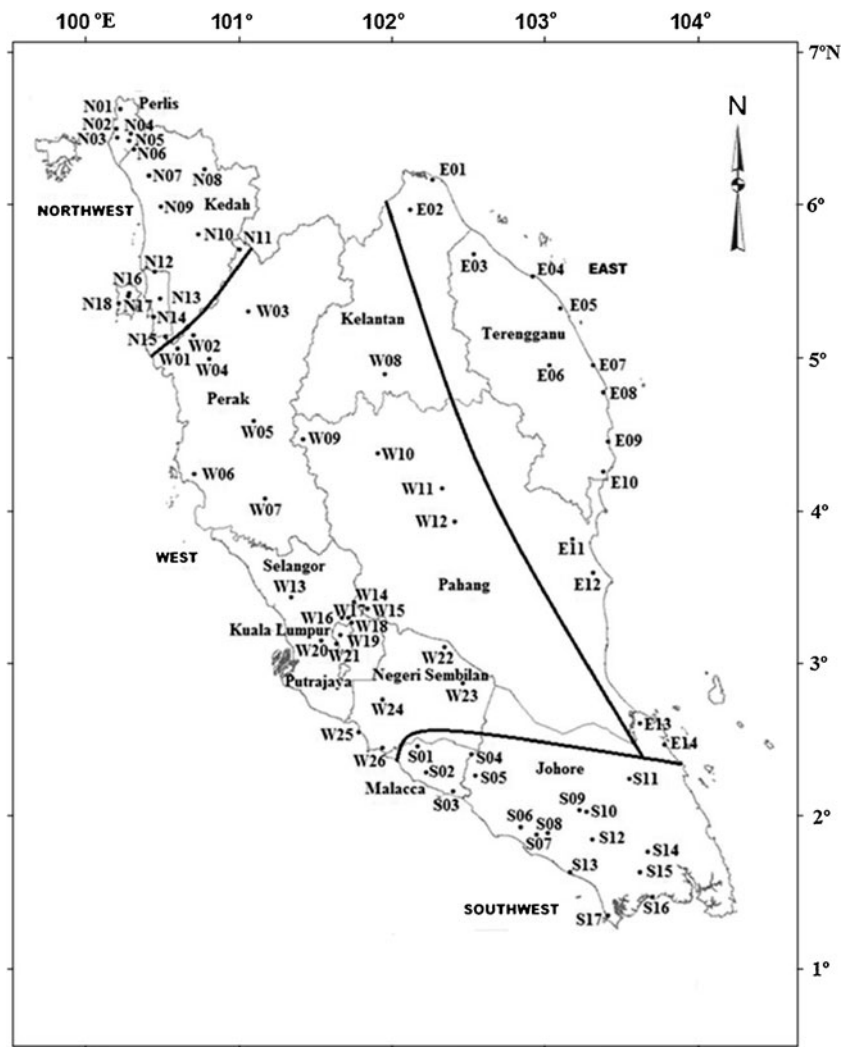 100 °E 101° 102° 103° 104°
7°N
N
N01 Perlis
N02 N04
N03 N05
N06
N07 N08
E01
NORTHWEST N09 Kedah E02 6°
N10 N11
N12 E03 E04 EAST
N16
N18 N17 N13 W03 E05
N14 Kelantan Terengganu
N15 W02
W01 W04 W08 E06 E07 5°
Perak E08
W05 W09 E09
W10
W06 W11 E10
W07 W12 4°
WEST E11
Selangor E12
W13 Pahang
W14
W16 W17 W15
Kuala Lumpur W18
W19
W20 W21 W22 3°
Putrajaya Negeri Sembilan
W23
W24 E13
W25 E14
W26 S01 S04
S02 S05 Johore S11
Malacca
S03 S09 S10 2°
S06 S08
S07 S12
S14
S13 S15
SOUTHWEST S16
S17
1°